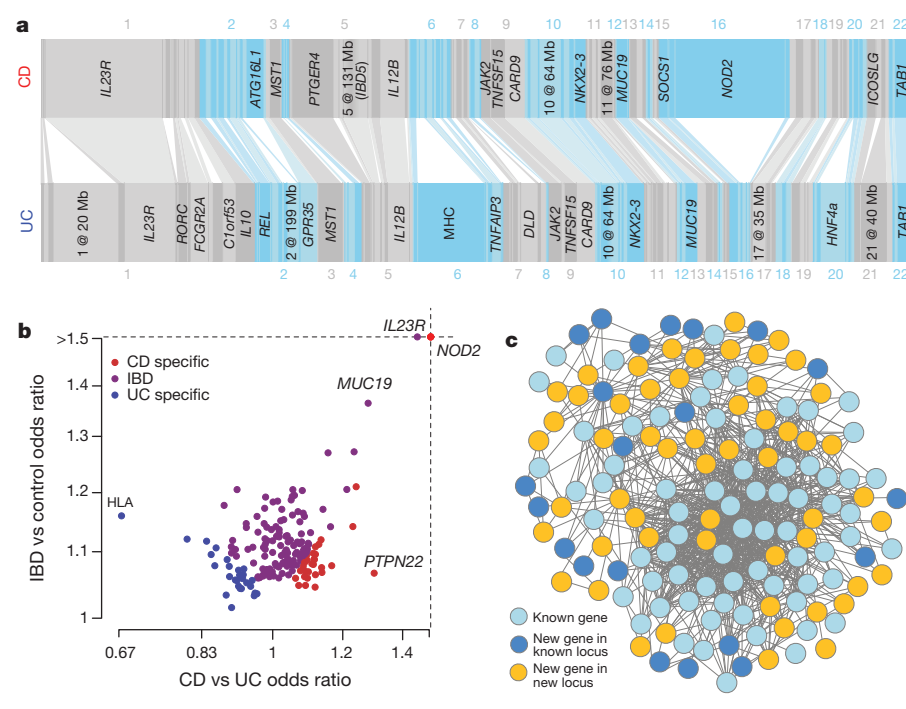 a
1 2 3 4 5 6 7 8 9 10 11 12 13 14 15 16 17 18 19 20 21 22
CD
IL23R
ATG16L1
MST1
PTGER4
5 @ 131 Mb
(IBD5)
IL12B
JAK2
TNFSF15
CARD9
10 @ 64 Mb
NKX2-3
11 @ 76 Mb
MUC19
SOCS1
NOD2
ICOSLG
TAB1
UC
1 @ 20 Mb
IL23R
RORC
FCGR2A
C1orf53
IL10
REL
2 @ 199 Mb
GPR35
MST1
IL12B
MHC
TNFAIP3
DLD
JAK2
TNFSF15
CARD9
10 @ 64 Mb
NKX2-3
MUC19
17 @ 35 Mb
HNF4a
21 @ 40 Mb
TAB1
1 2 3 4 5 6 7 8 9 10 11 12 13 14 15 16 17 18 20 21 22
b
IBD vs control odds ratio
>1.5
1.4
1.3
1.2
1.1
1
CD specific
IBD
UC specific
IL23R
NOD2
MUC19
HLA
PTPN22
0.67 0.83 1 1.2 1.4
CD vs UC odds ratio
c
Known gene
New gene in
known locus
New gene in
new locus